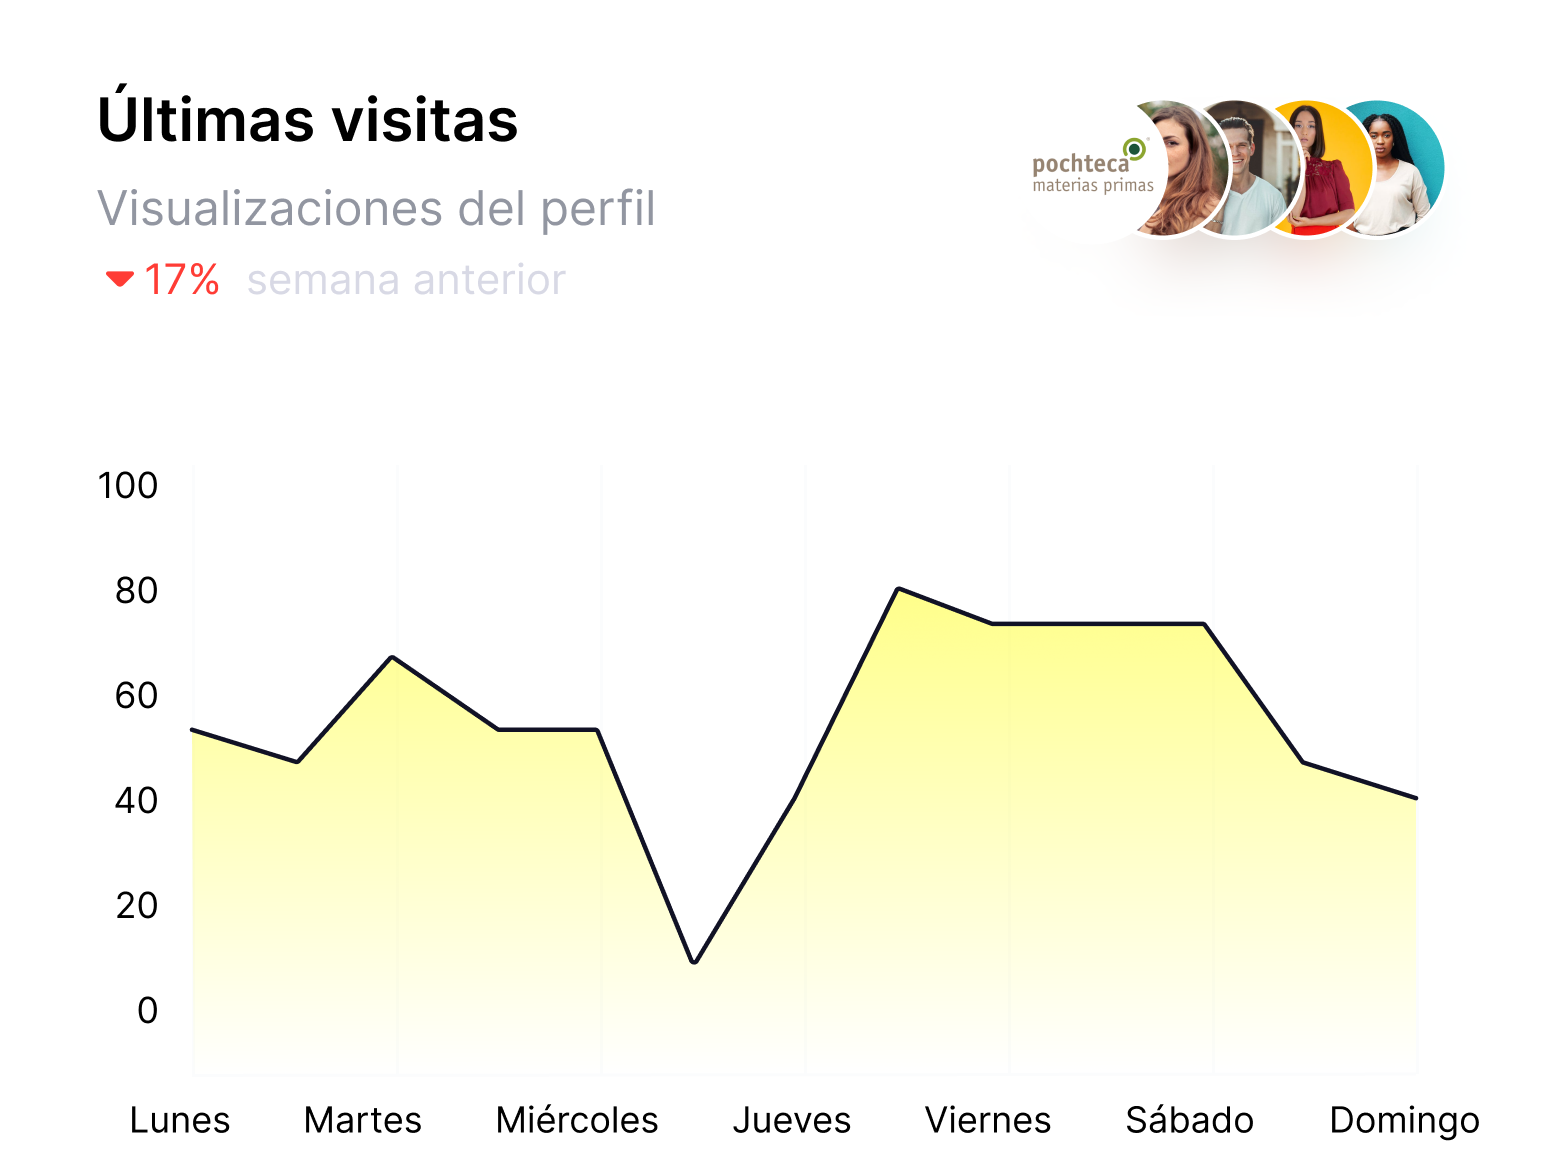 Últimas visitas
Visualizaciones del perfil
17% semana anterior
pochteca
materias primas
100
80
60
40
20
0
Lunes Martes Miércoles Jueves Viernes Sábado Domingo